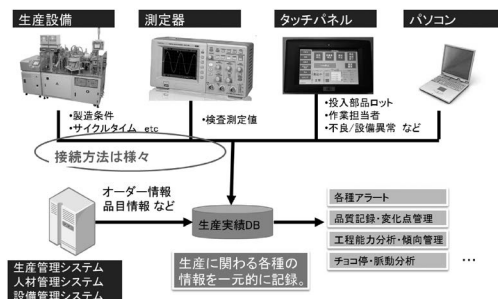 生産設備
測定器
タッチパネル
パソコン
・製造条件
・サイクルタイム etc
・検査測定値
・投入部品ロット
・作業担当者
・不良/設備異常 など
接続方法は様々
オーダー情報
品目情報 など
生産実績DB
各種アラート
品質記録・変化点管理
工程能力分析・傾向管理
チョコ停・脈動分析
…
生産管理システム
人材管理システム
設備管理システム
生産に関わる各種の
情報を一元的に記録。